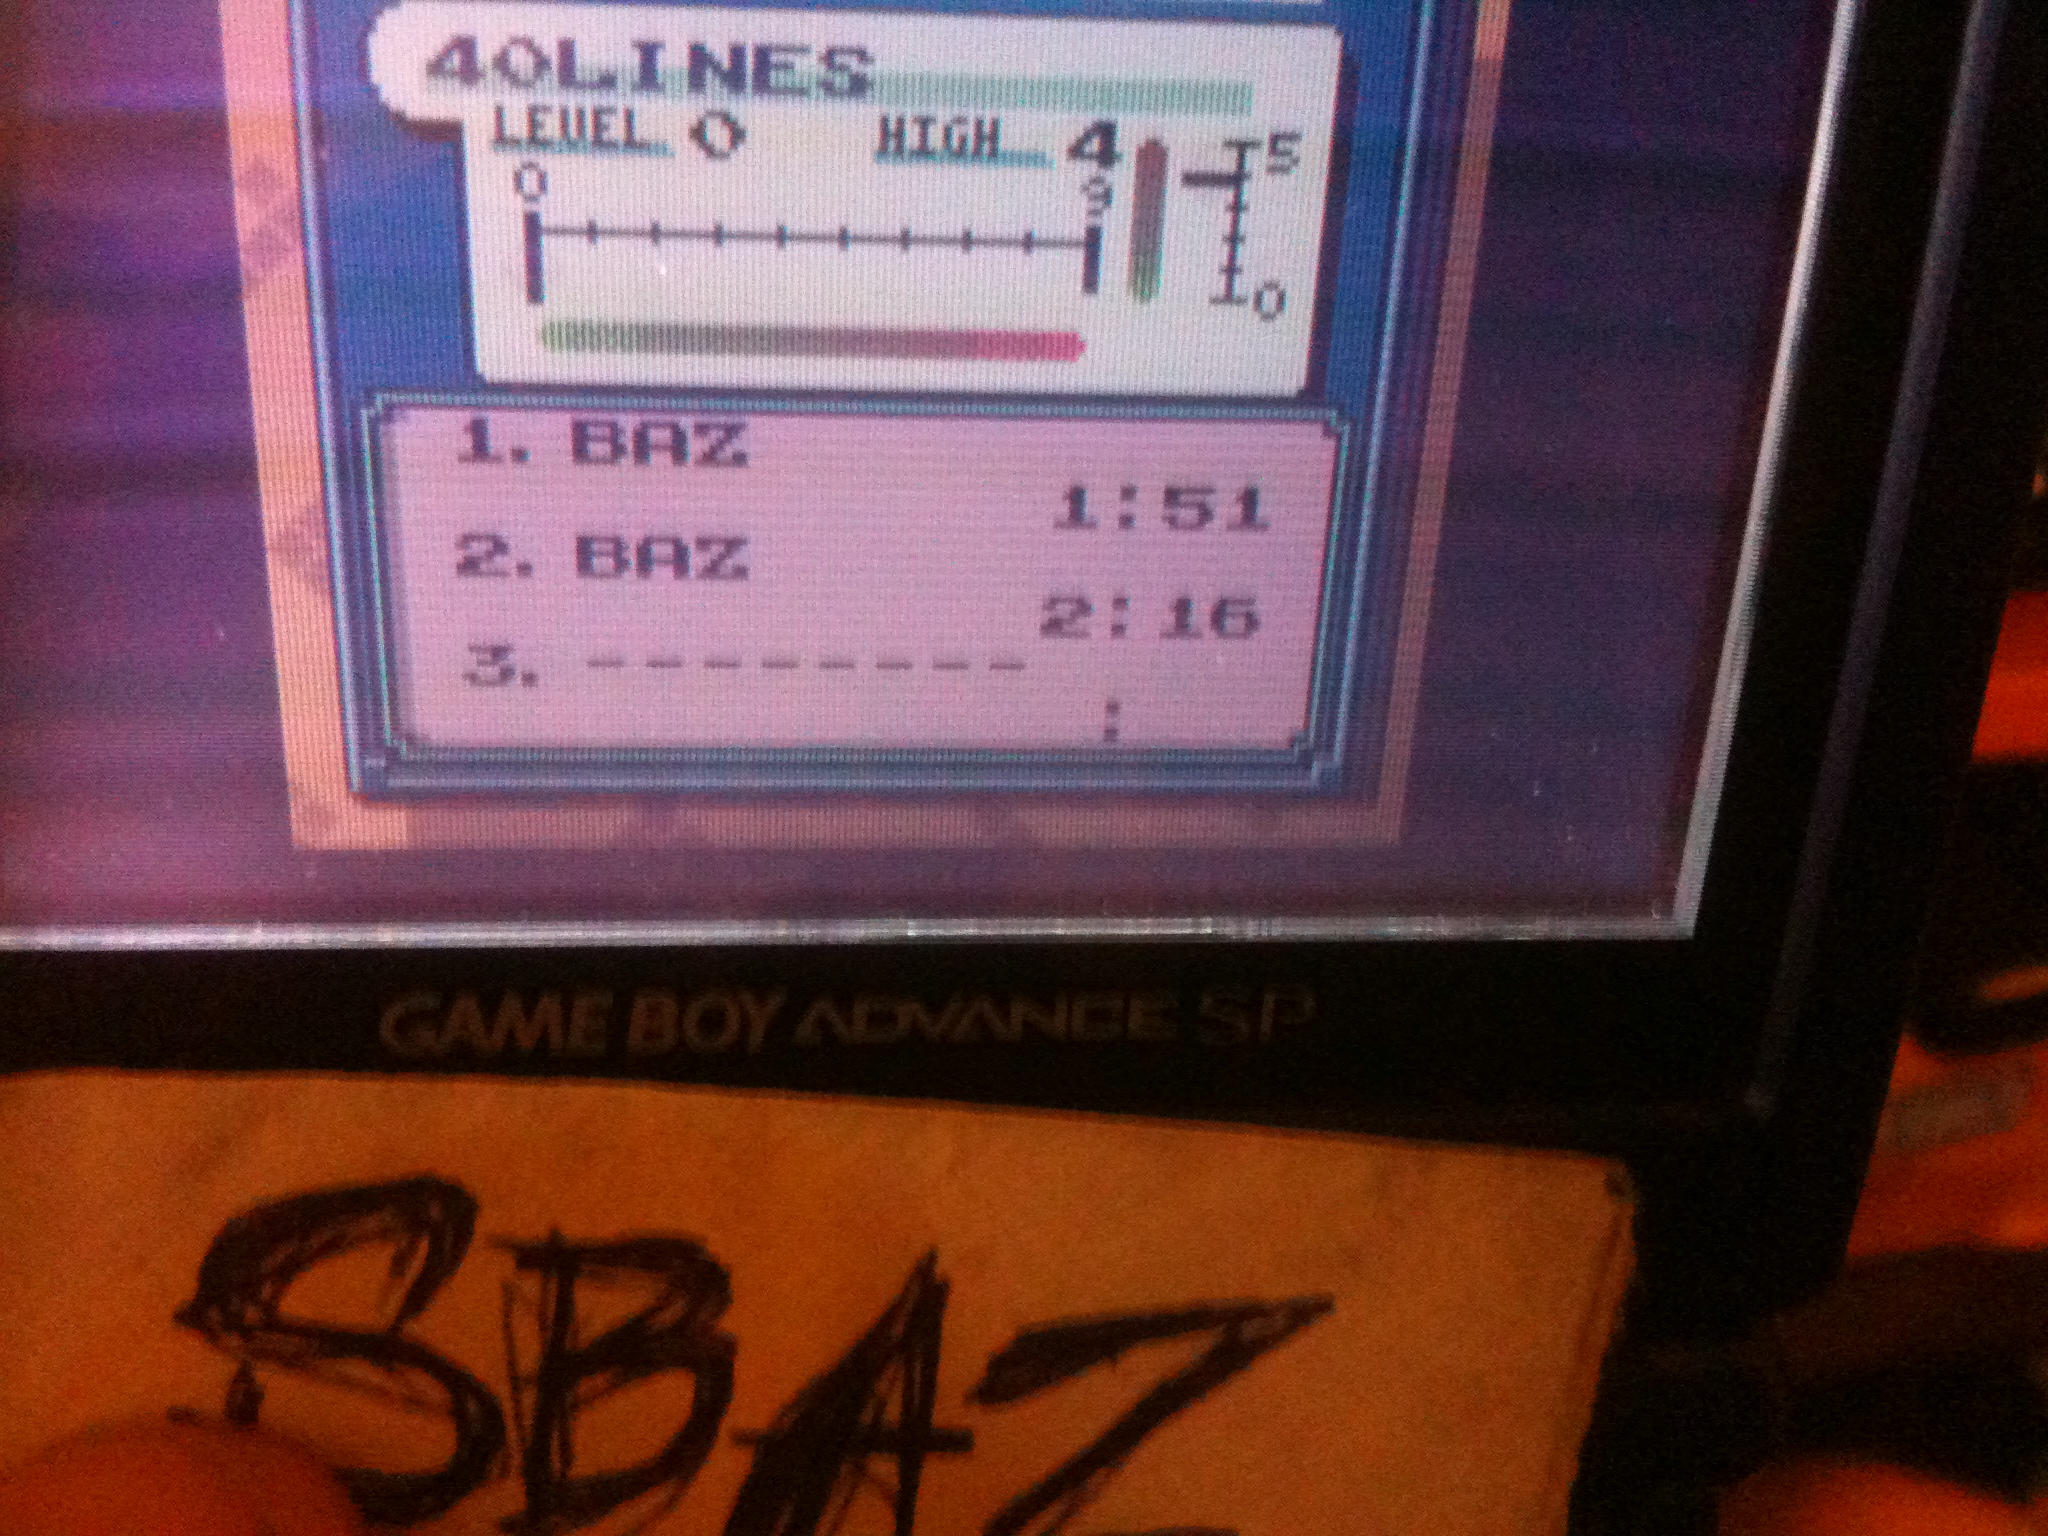 40LINES
LEVEL 0 HIGH 4
0 9 5
0
1. BAZ
1:51
2. BAZ
2:16
3. --------
:
GAME BOY ADVANCE SP
SBAZ